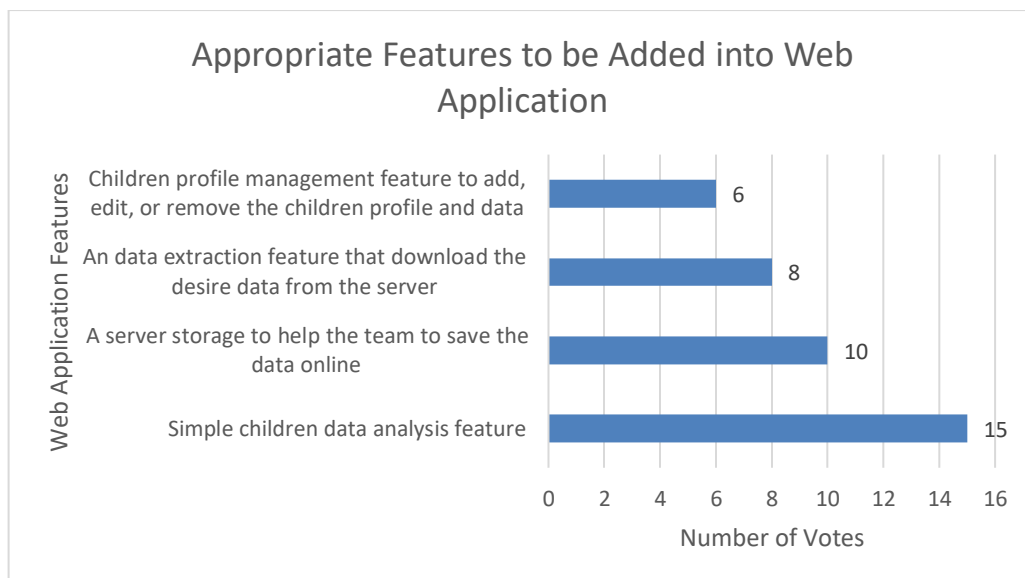 Appropriate Features to be Added into Web
Application
Web Application Features
Children profile management feature to add,
edit, or remove the children profile and data
6
An data extraction feature that download the
desire data from the server
8
A server storage to help the team to save the
data online
10
Simple children data analysis feature
15
0 2 4 6 8 10 12 14 16
Number of Votes